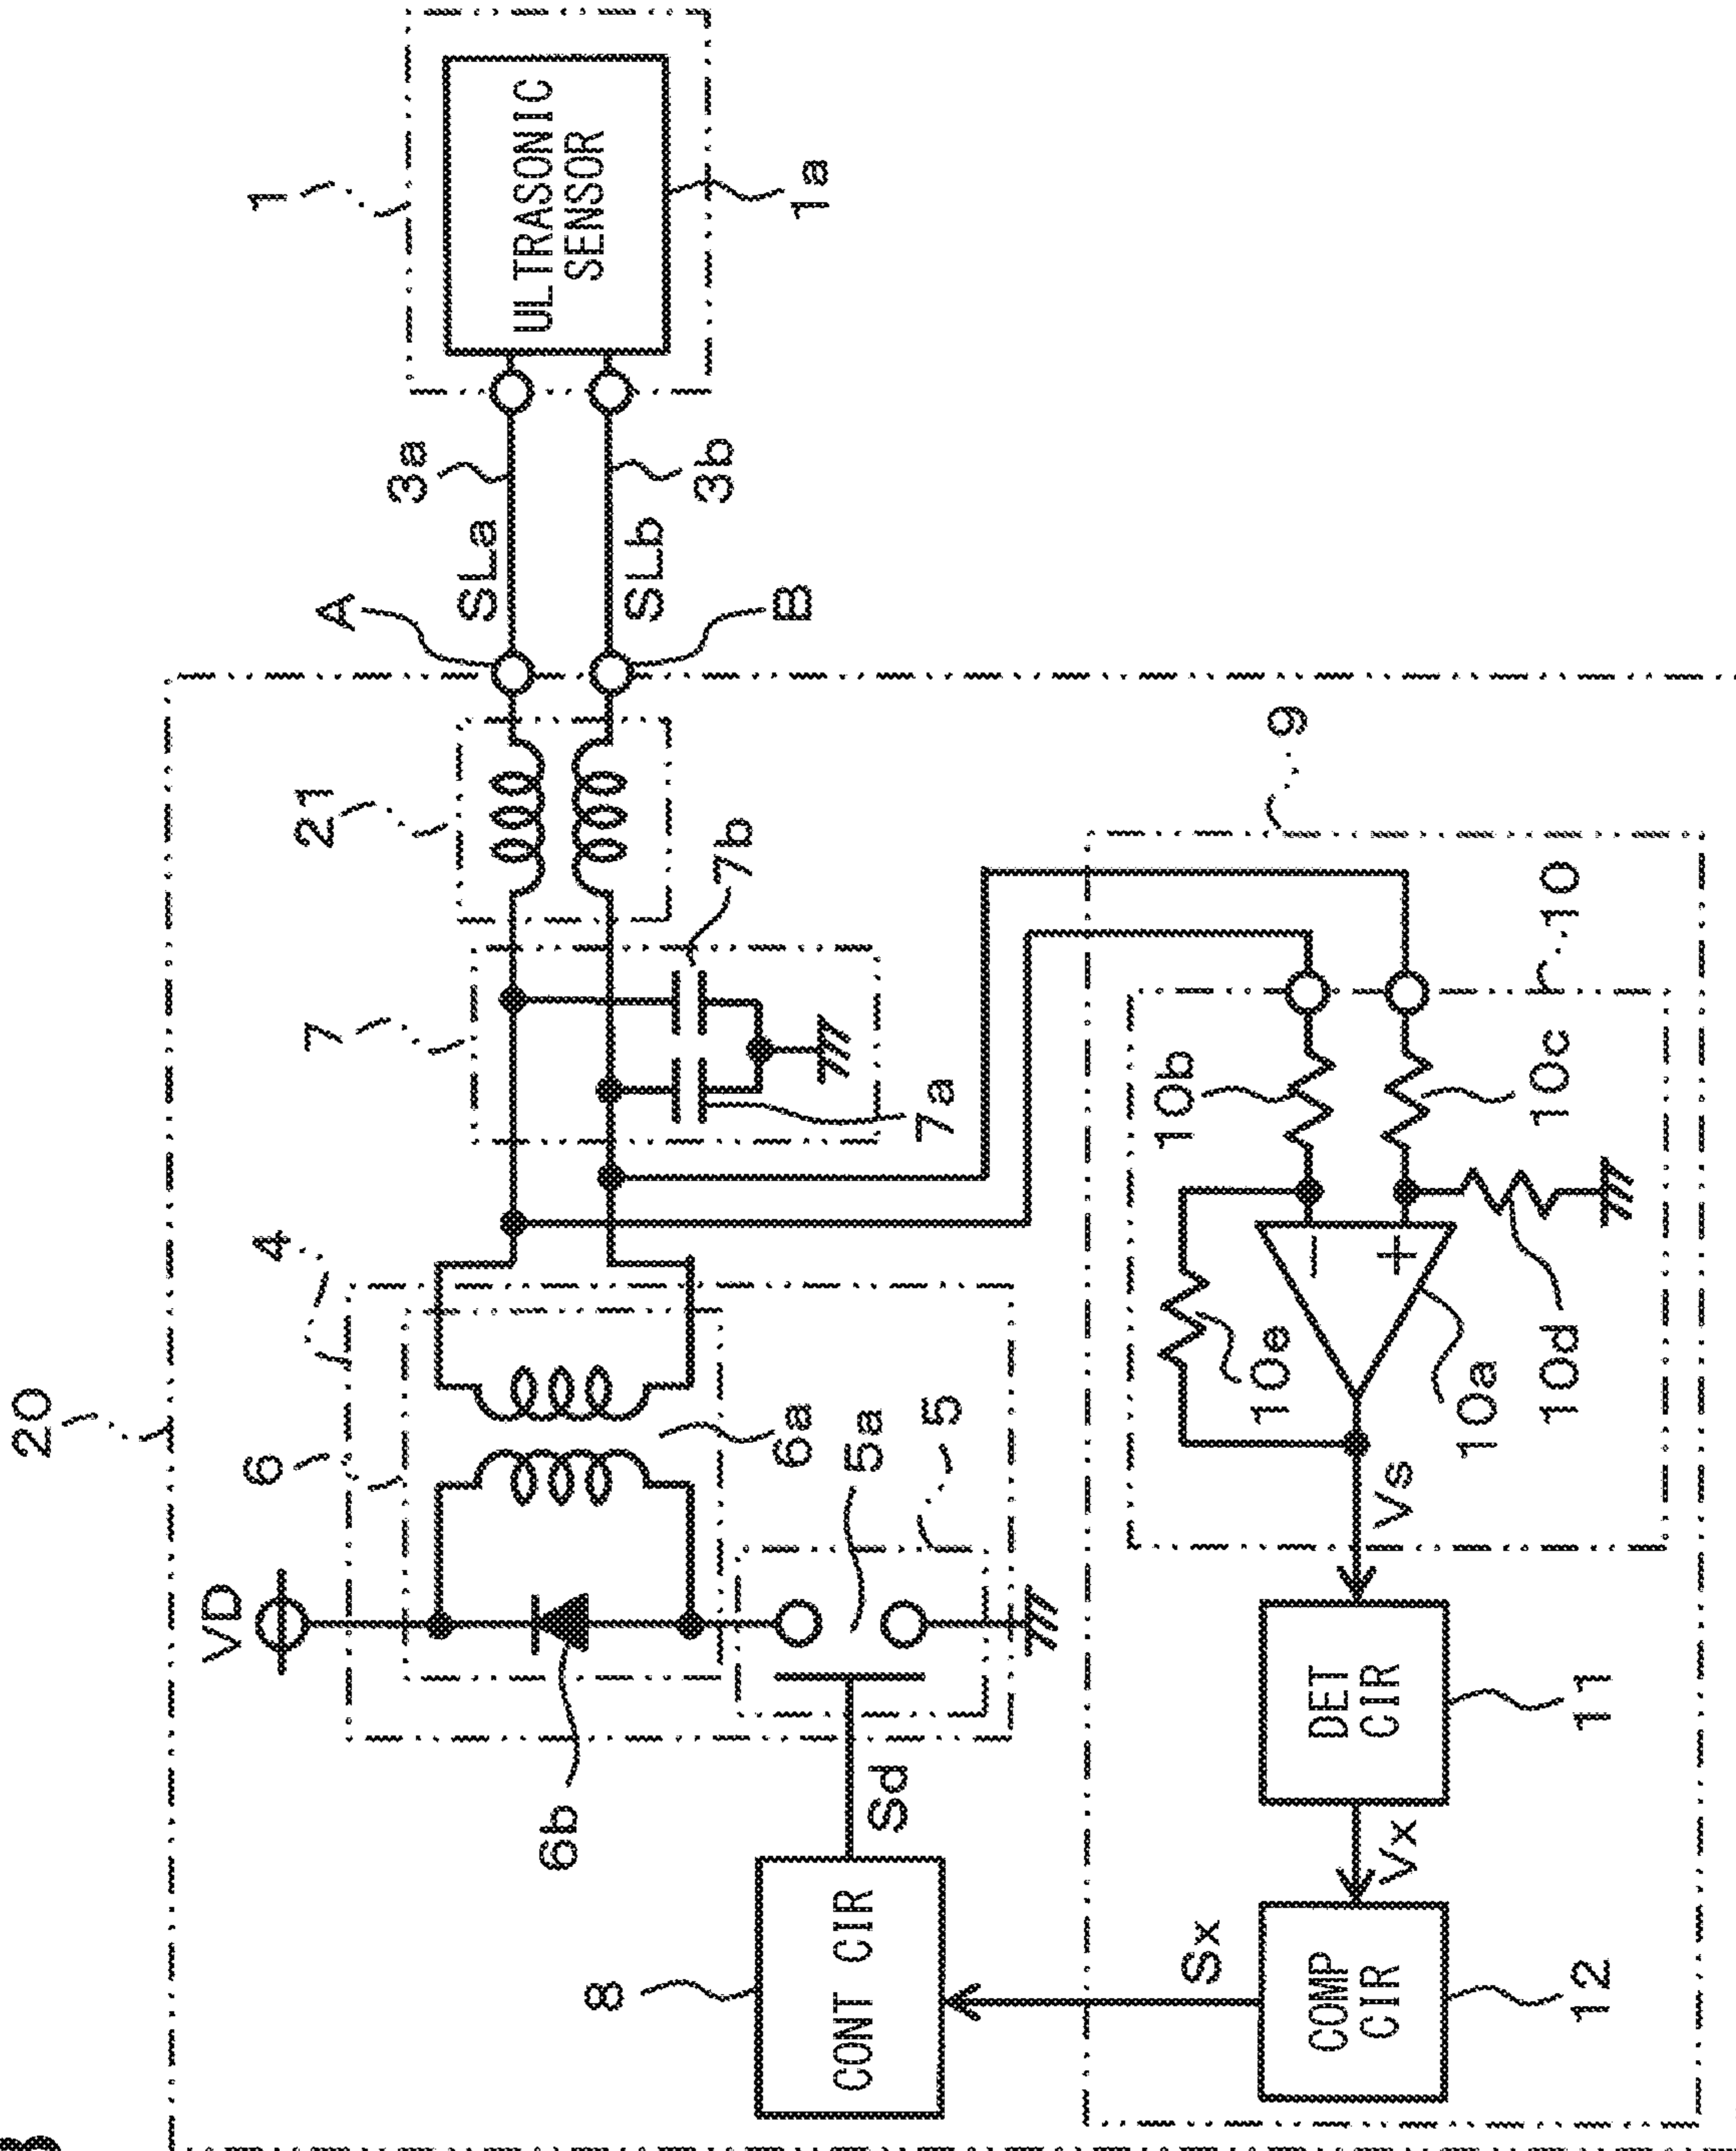 20
1
ULTRASONIC
SENSOR
1a
3a
3b
SLa
SLb
A
B
21
7
7b
7a
4
6
6a
6b
VD
5a
5
Sd
8
CONT CIR
9
10
10b
10c
10e
10a
10d
Vs
DET
CIR
11
Vx
COMP
CIR
12
Sx